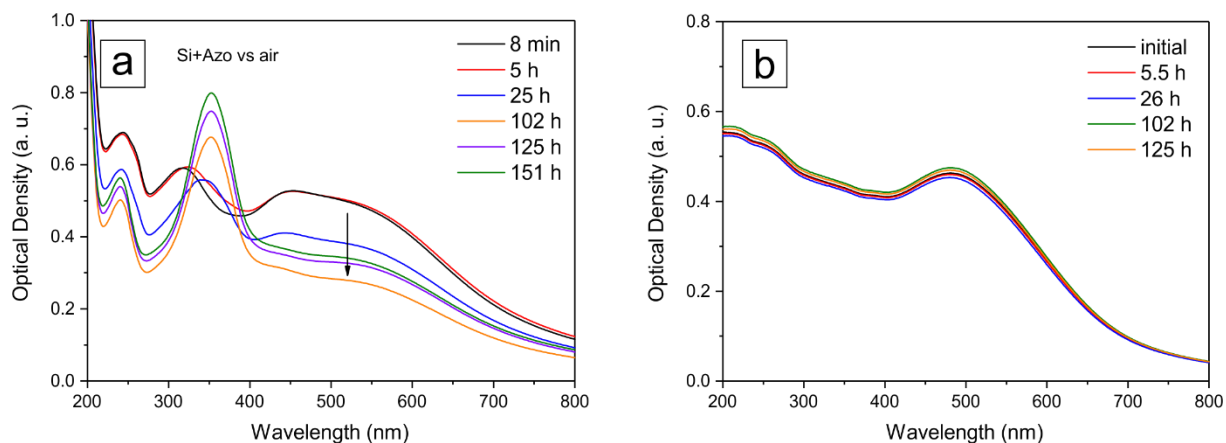 a
Si+Azo vs air
8 min
5 h
25 h
102 h
125 h
151 h
1.0
0.8
0.6
0.4
0.2
0.0
200 300 400 500 600 700 800
Wavelength (nm)
Optical Density (a. u.)
b
initial
5.5 h
26 h
102 h
125 h
0.8
0.6
0.4
0.2
0.0
200 300 400 500 600 700 800
Wavelength (nm)
Optical Density (a. u.)